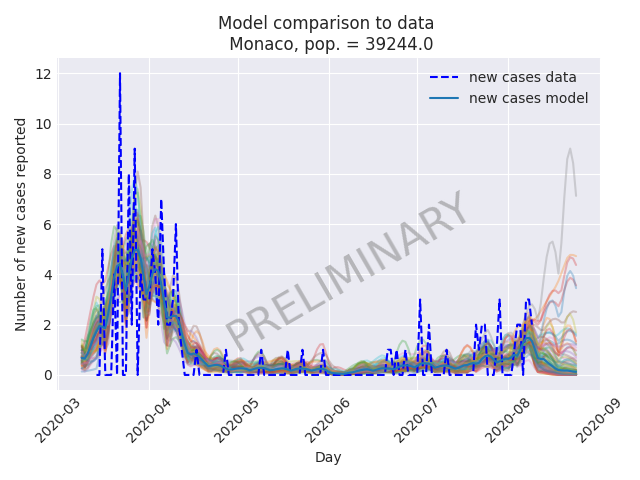 Model comparison to data
Monaco, pop. = 39244.0
new cases data
new cases model
12
10
8
6
4
2
0
Number of new cases reported
PRELIMINARY
2020-03
2020-04
2020-05
2020-06
2020-07
2020-08
2020-09
Day